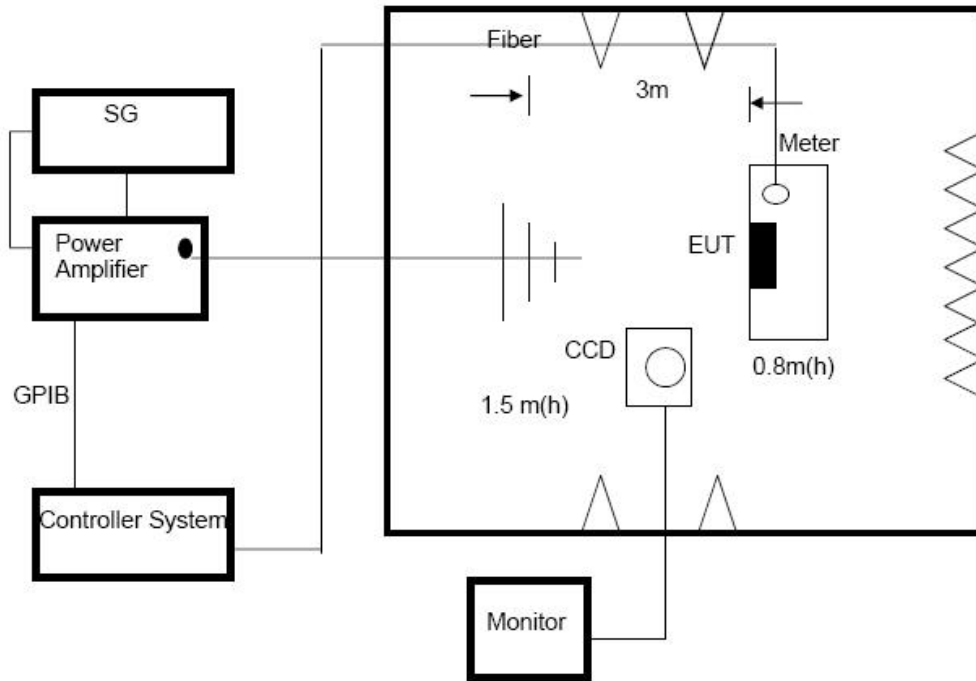 Fiber
3m
SG
Meter
Power
Amplifier
EUT
CCD
0.8m(h)
GPIB
1.5 m(h)
Controller System
Monitor